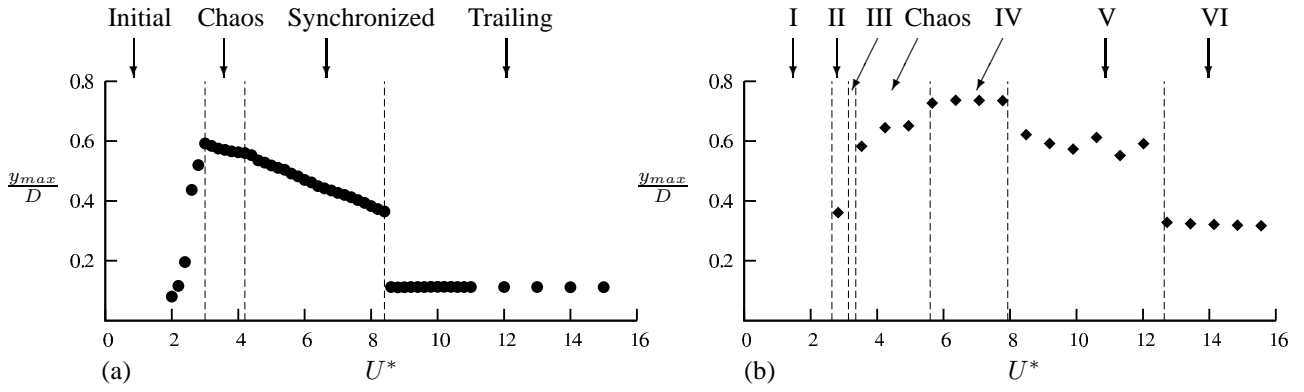 Initial Chaos Synchronized Trailing
0.8
0.6
y_max/D
0.4
0.2
0 2 4 6 8 10 12 14 16
(a) U*
I II III Chaos IV V VI
0.8
0.6
y_max/D
0.4
0.2
0 2 4 6 8 10 12 14 16
(b) U*